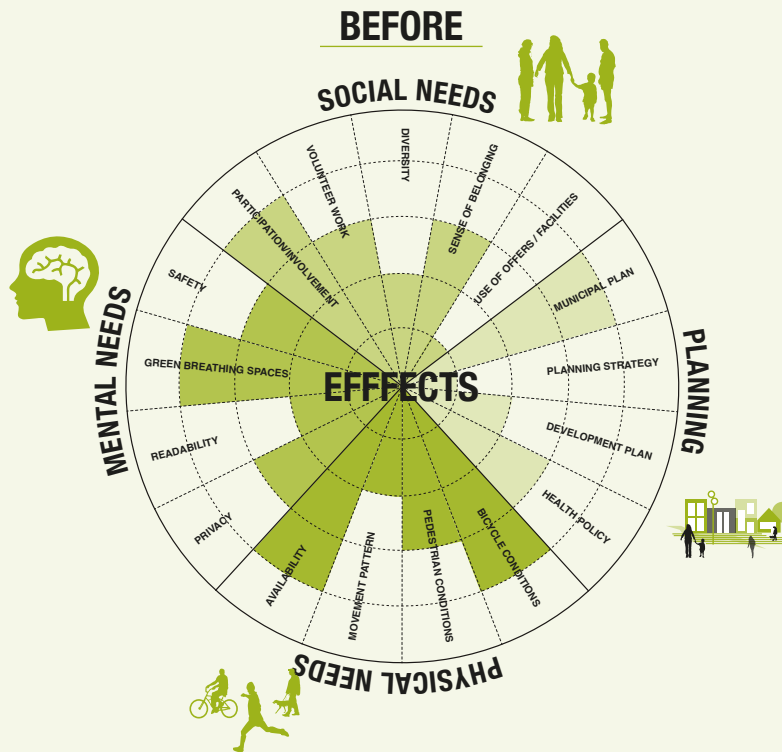 BEFORE
SOCIAL NEEDS
PARTICIPATION/INVOLVEMENT
VOLUNTEER WORK
DIVERSITY
SENSE OF BELONGING
USE OF OFFERS / FACILITIES
PLANNING
MUNICIPAL PLAN
PLANNING STRATEGY
DEVELOPMENT PLAN
HEALTH POLICY
PHYSICAL NEEDS
BICYCLE CONDITIONS
PEDESTRIAN CONDITIONS
MOVEMENT PATTERN
AVAILABILITY
MENTAL NEEDS
PRIVACY
READABILITY
GREEN BREATHING SPACES
SAFETY
EFFFECTS